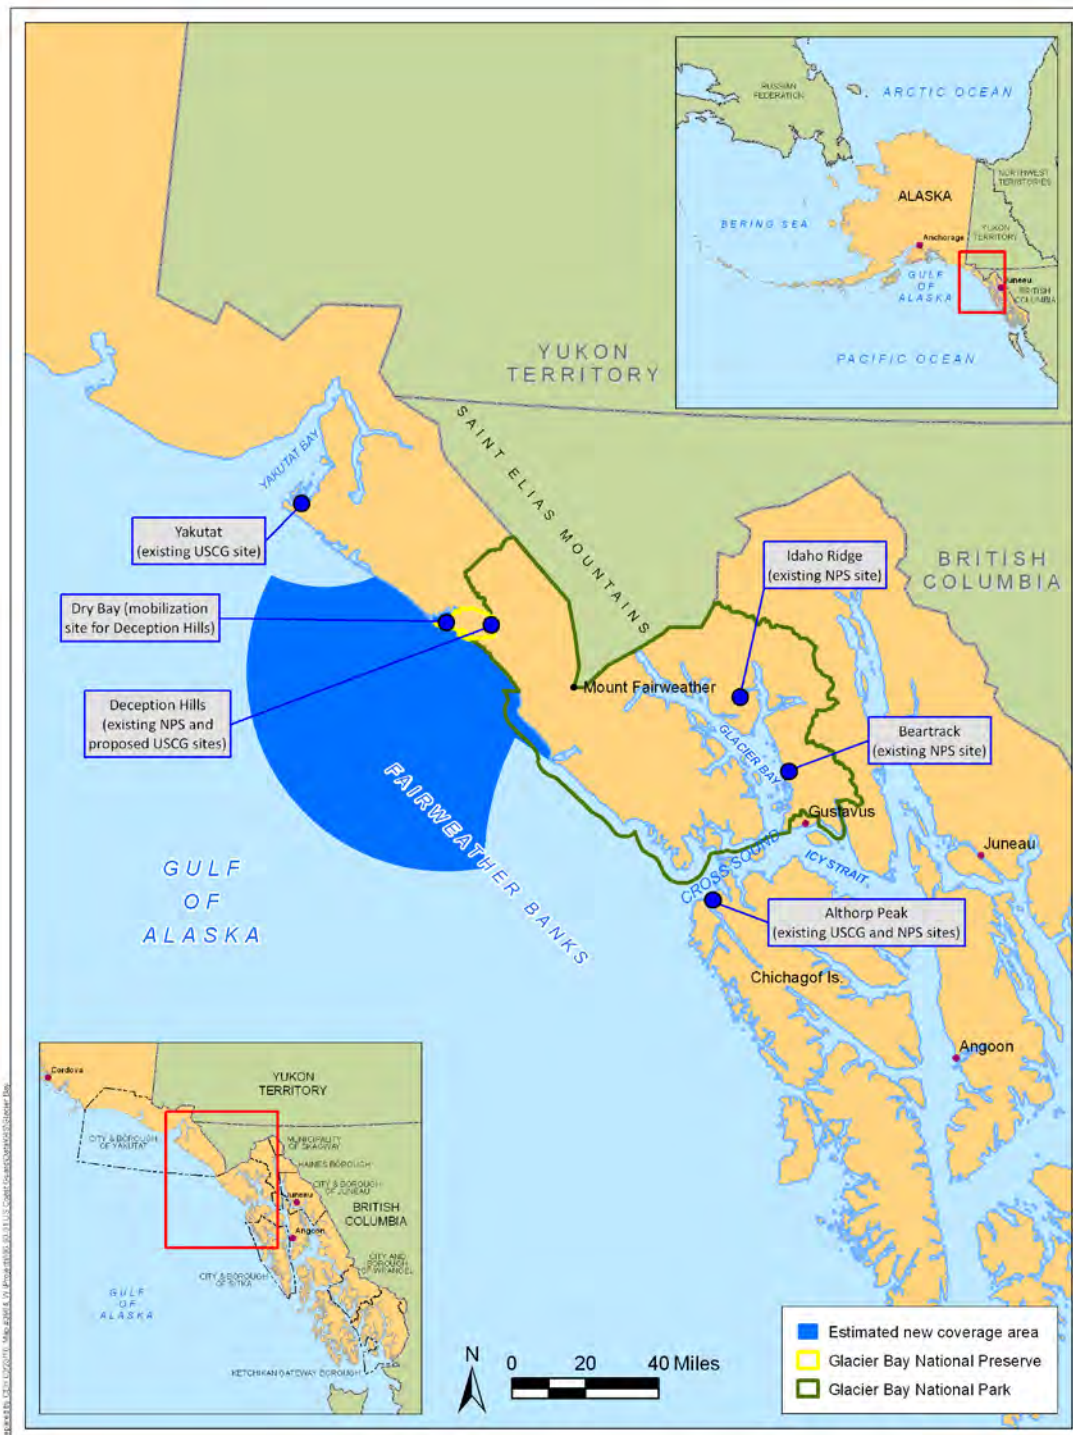 RUSSIAN
FEDERATION
ARCTIC OCEAN
NORTHWEST
TERRITORIES
ALASKA
BERING SEA
YUKON
TERRITORY
Anchorage
GULF
OF
ALASKA
Juneau
BRITISH
COLUMBIA
PACIFIC OCEAN
YUKON
TERRITORY
SAINT ELIAS MOUNTAINS
YAKUTAT BAY
Yakutat
(existing USCG site)
Idaho Ridge
(existing NPS site)
BRITISH
COLUMBIA
Dry Bay (mobilization
site for Deception Hills)
Mount Fairweather
Deception Hills
(existing NPS and
proposed USCG sites)
GLACIER BAY
Beartrack
(existing NPS site)
FAIRWEATHER BANKS
Gustavus
Juneau
CROSS SOUND
ICY STRAIT
GULF
OF
ALASKA
Althorp Peak
(existing USCG and NPS sites)
Chichagof Is.
Angoon
Cordova
YUKON
TERRITORY
CITY & BOROUGH
OF YAKUTAT
MUNICIPALITY
OF SKAGWAY
HAINES BOROUGH
CITY & BOROUGH
OF JUNEAU
Juneau
BRITISH
COLUMBIA
Angoon
CITY AND
BOROUGH
OF WRANGEL
CITY & BOROUGH
OF SITKA
GULF
OF
ALASKA
KETCHIKAN GATEWAY BOROUGH
N
0 20 40 Miles
Estimated new coverage area
Glacier Bay National Preserve
Glacier Bay National Park